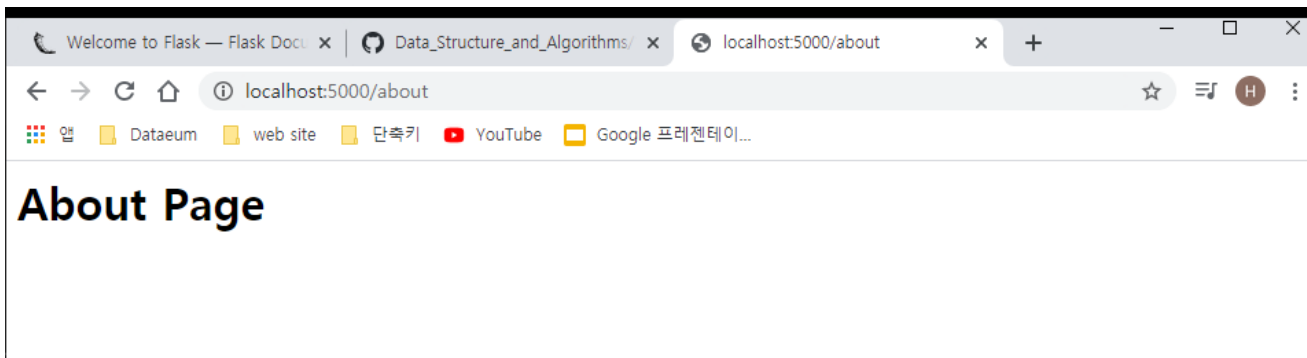 Welcome to Flask — Flask Docu
Data_Structure_and_Algorithms/
localhost:5000/about
localhost:5000/about
H
앱 Dataeum web site 단축키 YouTube Google 프레젠테이...
About Page